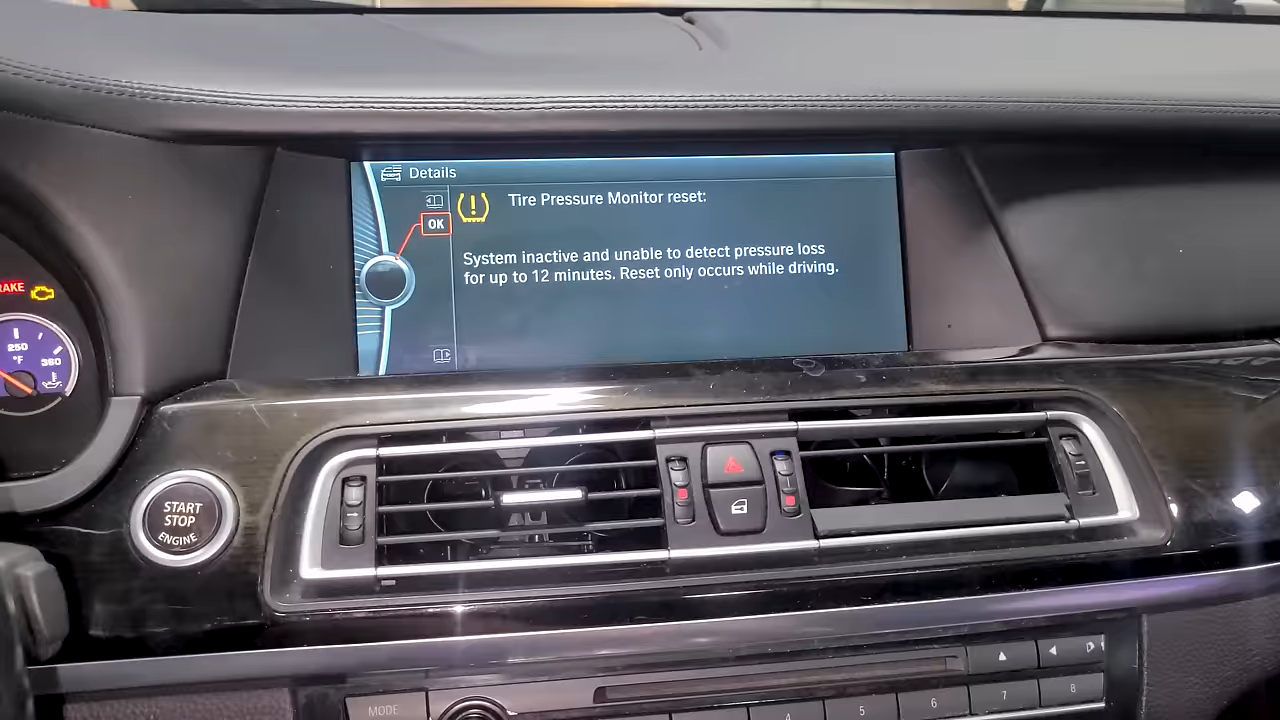 Details
Tire Pressure Monitor reset:
OK
System inactive and unable to detect pressure loss
for up to 12 minutes. Reset only occurs while driving.
250
°F
360
START
STOP
ENGINE
MODE
4
5
6
7
8